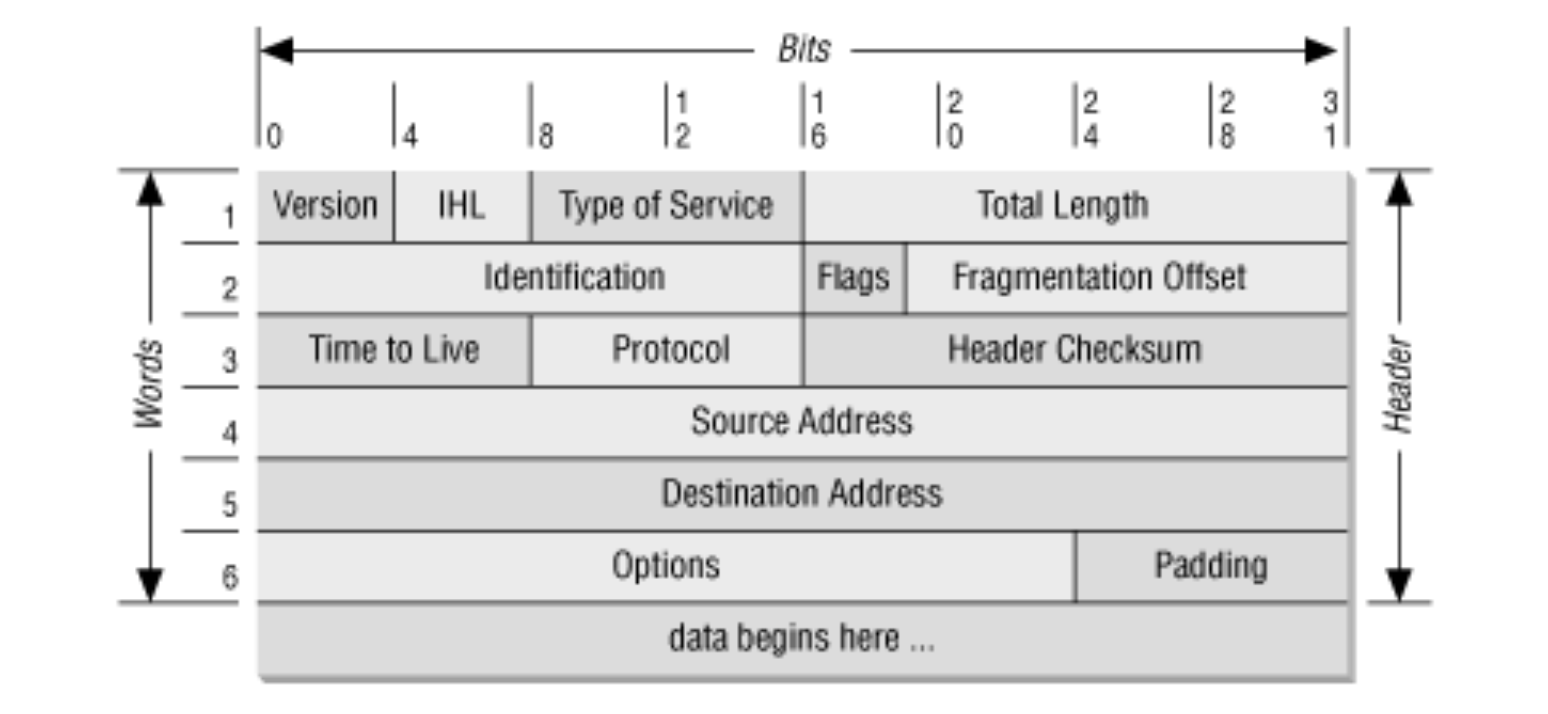 Bits
0 4 8 12 16 20 24 28 31
Words
Header
1 Version IHL Type of Service Total Length
2 Identification Flags Fragmentation Offset
3 Time to Live Protocol Header Checksum
4 Source Address
5 Destination Address
6 Options Padding
data begins here ...